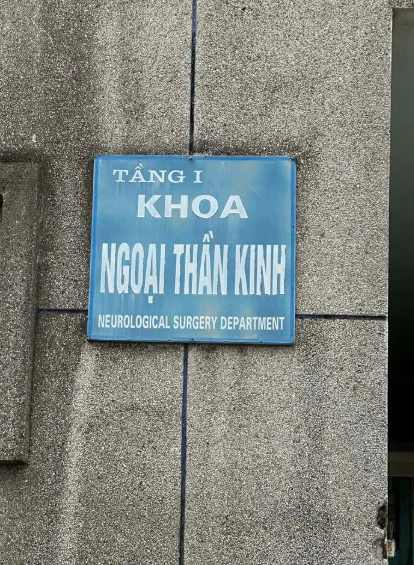 TẦNG I
KHOA
NGOẠI THẦN KINH
NEUROLOGICAL SURGERY DEPARTMENT